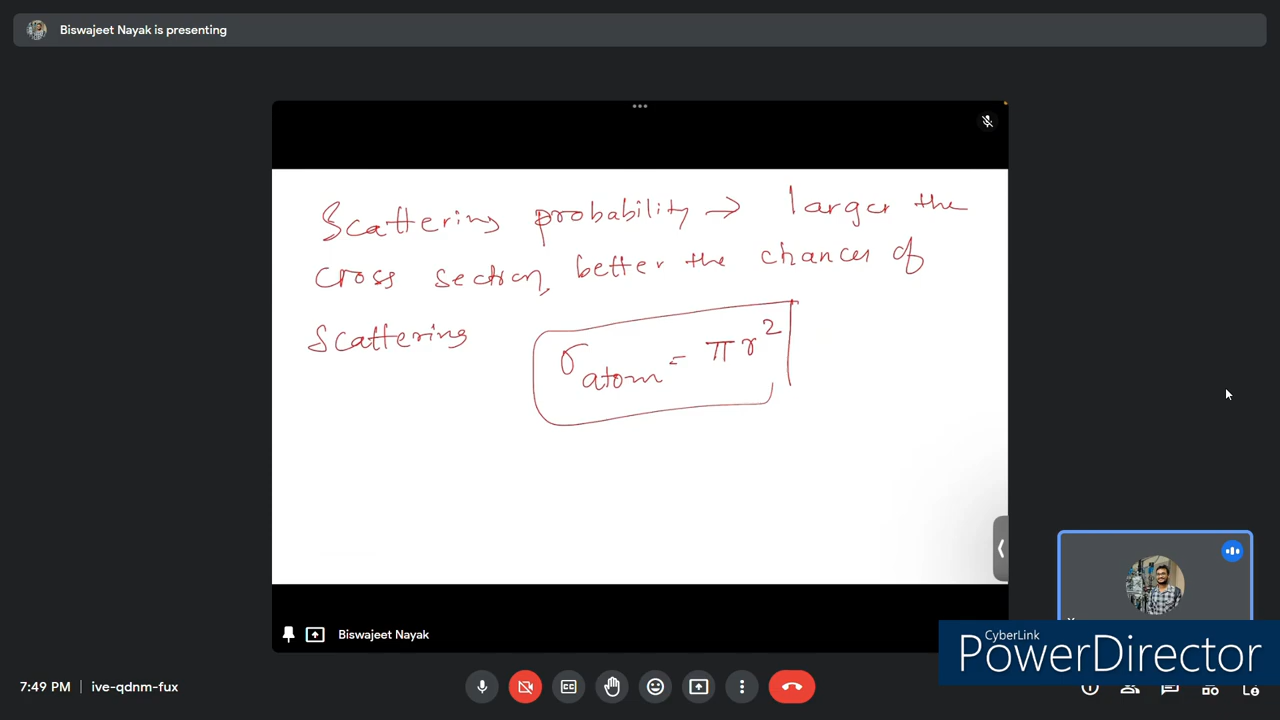 Biswajeet Nayak is presenting
Scattering probability → larger the
cross section, better the chances of
scattering
σ atom = πr²
Biswajeet Nayak
CyberLink
PowerDirector
7:49 PM | ive-qdnm-fux